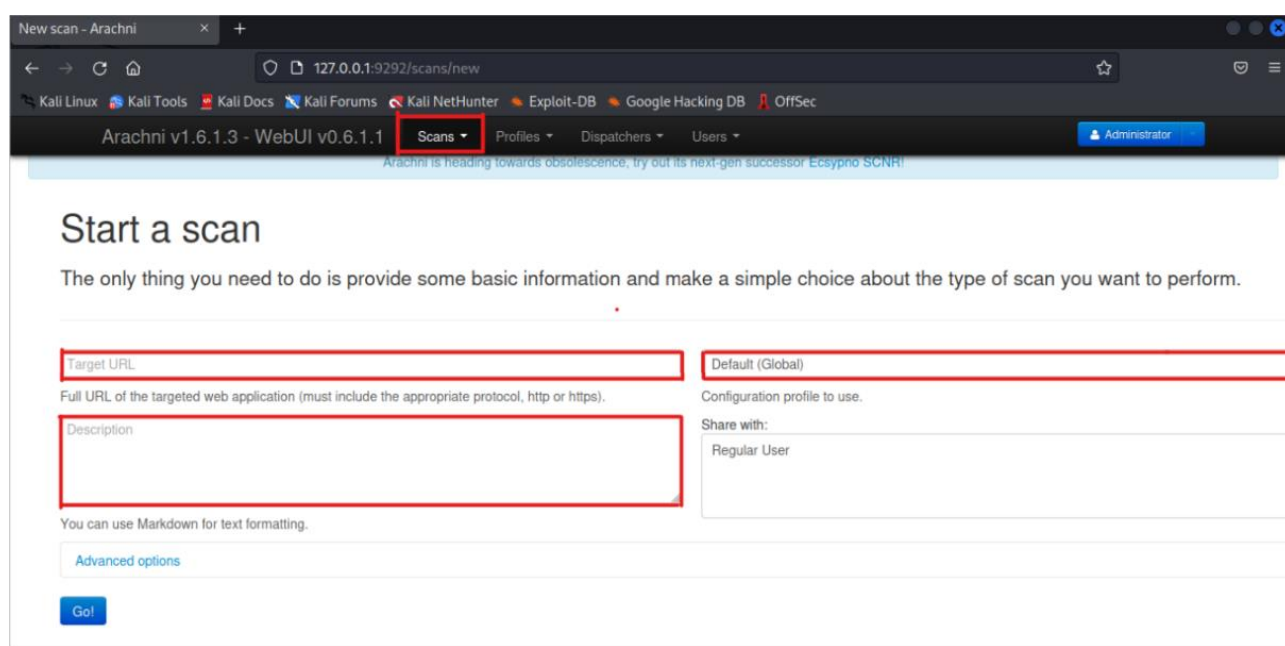 New scan - Arachni × +
127.0.0.1:9292/scans/new
Kali Linux Kali Tools Kali Docs Kali Forums Kali NetHunter Exploit-DB Google Hacking DB OffSec
Arachni v1.6.1.3 - WebUI v0.6.1.1 Scans Profiles Dispatchers Users Administrator
Arachni is heading towards obsolescence, try out its next-gen successor Ecsypno SCNR!
Start a scan
The only thing you need to do is provide some basic information and make a simple choice about the type of scan you want to perform.
Target URL Default (Global)
Full URL of the targeted web application (must include the appropriate protocol, http or https). Configuration profile to use.
Description Share with:
Regular User
You can use Markdown for text formatting.
Advanced options
Go!